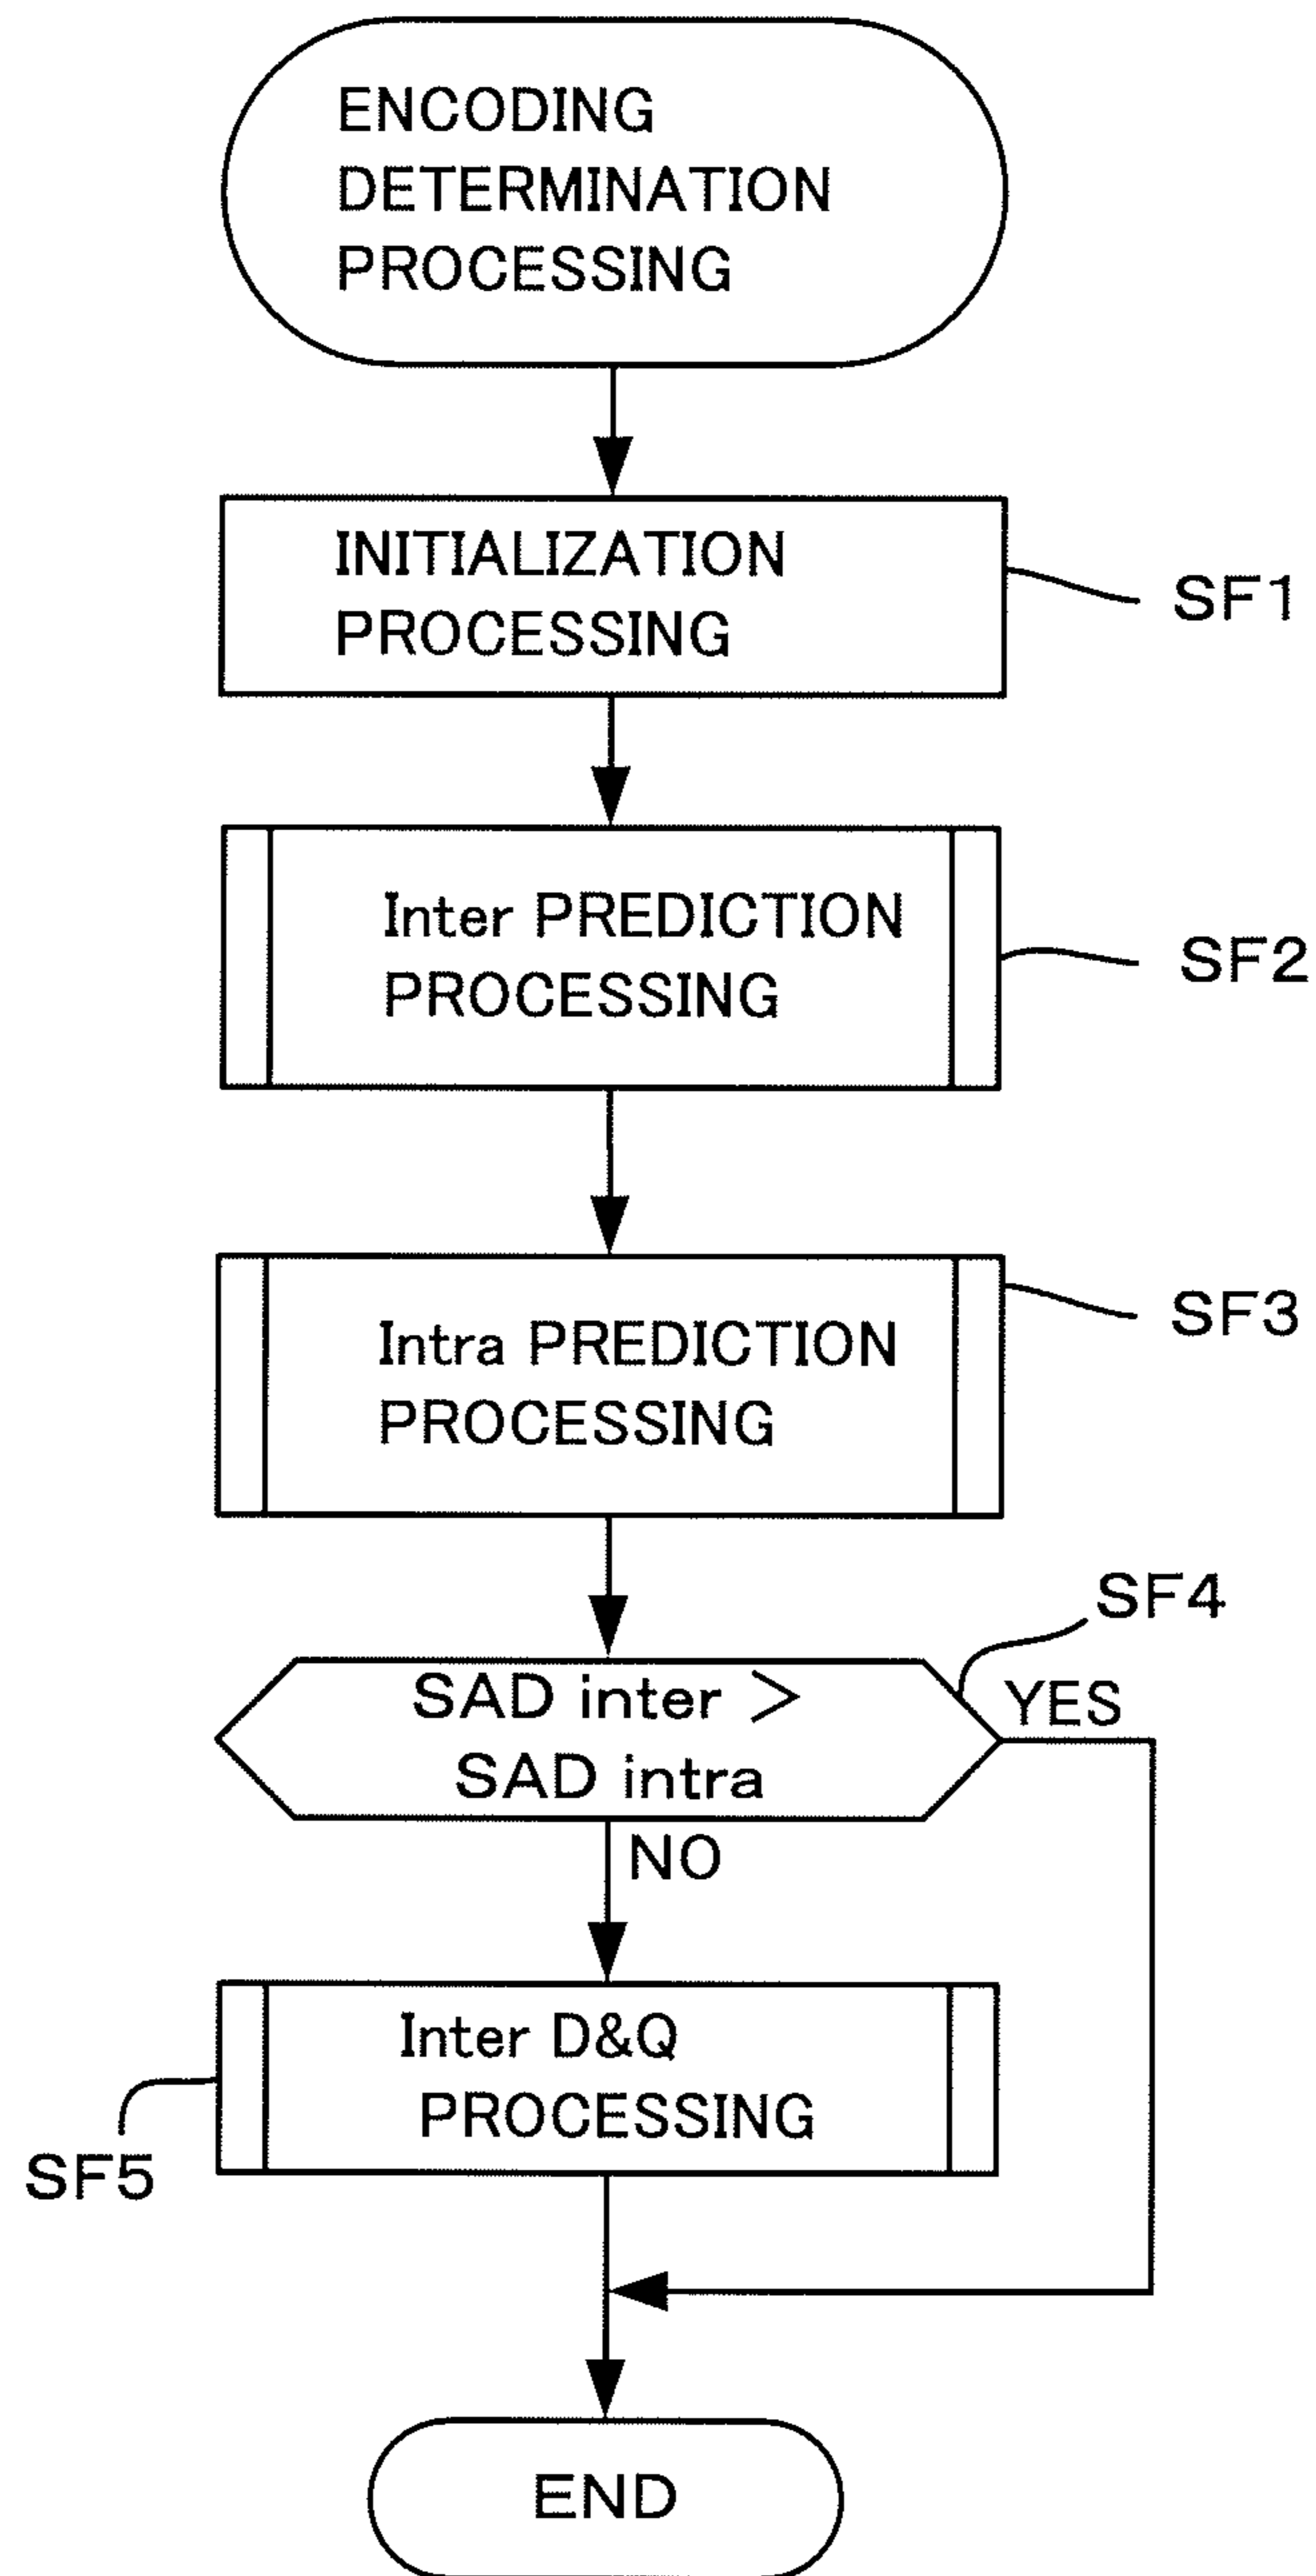 ENCODING
DETERMINATION
PROCESSING
INITIALIZATION
PROCESSING
SF1
Inter PREDICTION
PROCESSING
SF2
Intra PREDICTION
PROCESSING
SF3
SF4
SAD inter >
SAD intra
YES
NO
Inter D&Q
PROCESSING
SF5
END